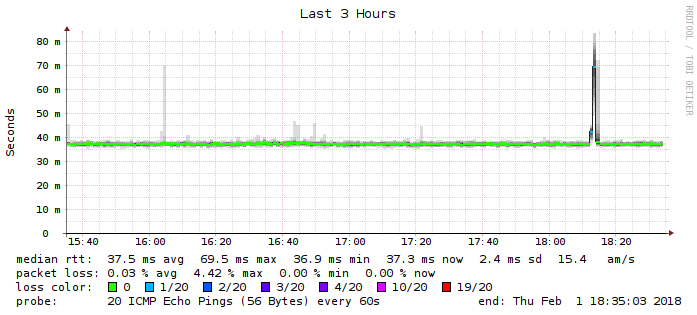 Last 3 Hours
RRDTOOL / TOBI OETIKER
Seconds
80 m
70 m
60 m
50 m
40 m
30 m
20 m
10 m
0
15:40 16:00 16:20 16:40 17:00 17:20 17:40 18:00 18:20
median rtt: 37.5 ms avg 69.5 ms max 36.9 ms min 37.3 ms now 2.4 ms sd 15.4 am/s
packet loss: 0.03 % avg 4.42 % max 0.00 % min 0.00 % now
loss color: 0 1/20 2/20 3/20 4/20 10/20 19/20
probe: 20 ICMP Echo Pings (56 Bytes) every 60s end: Thu Feb 1 18:35:03 2018